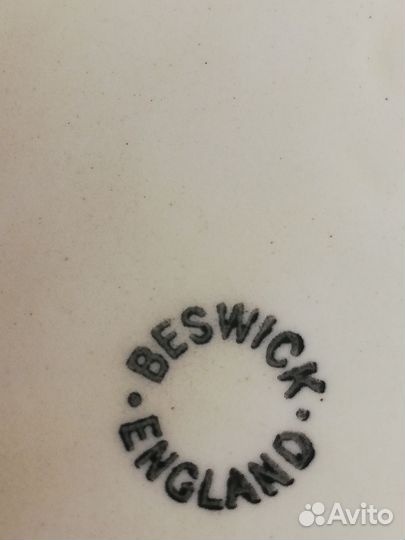 · BESWICK ·
ENGLAND
Avito